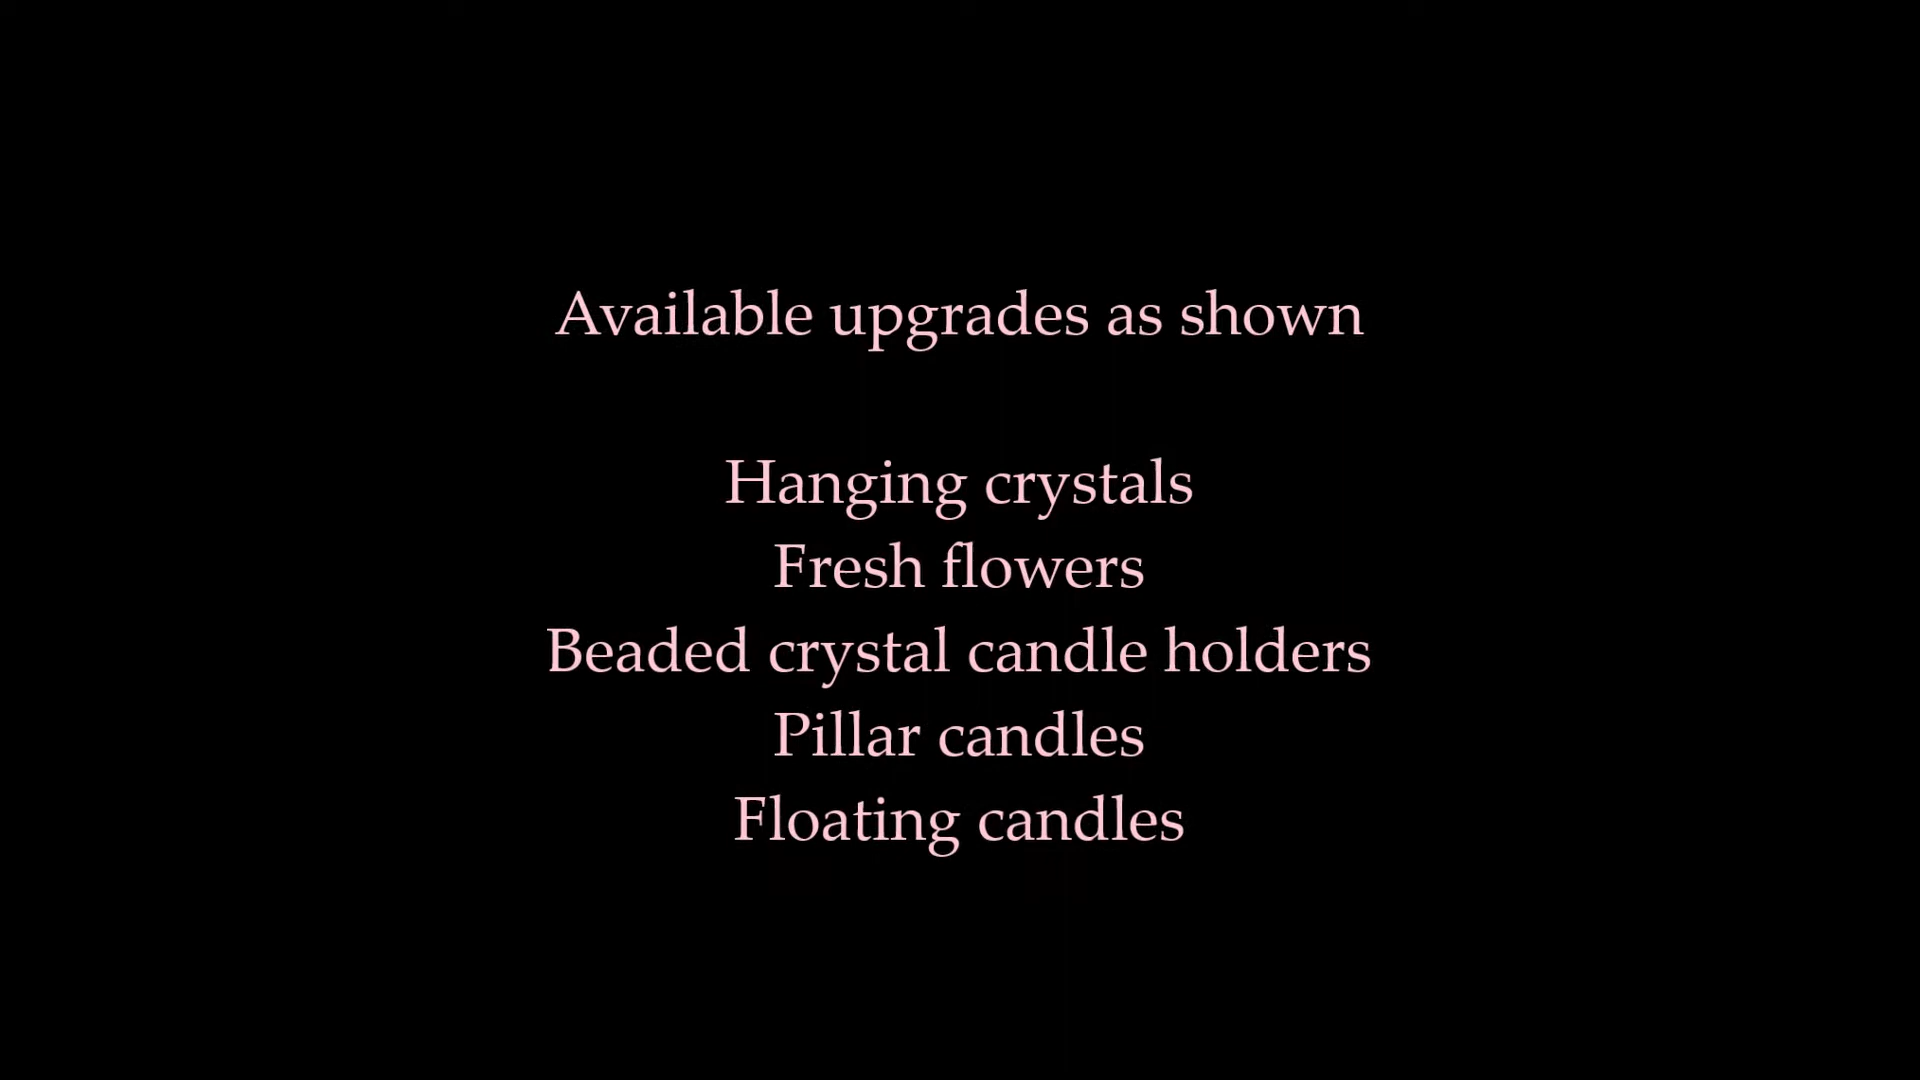 Available upgrades as shown
Hanging crystals
Fresh flowers
Beaded crystal candle holders
Pillar candles
Floating candles